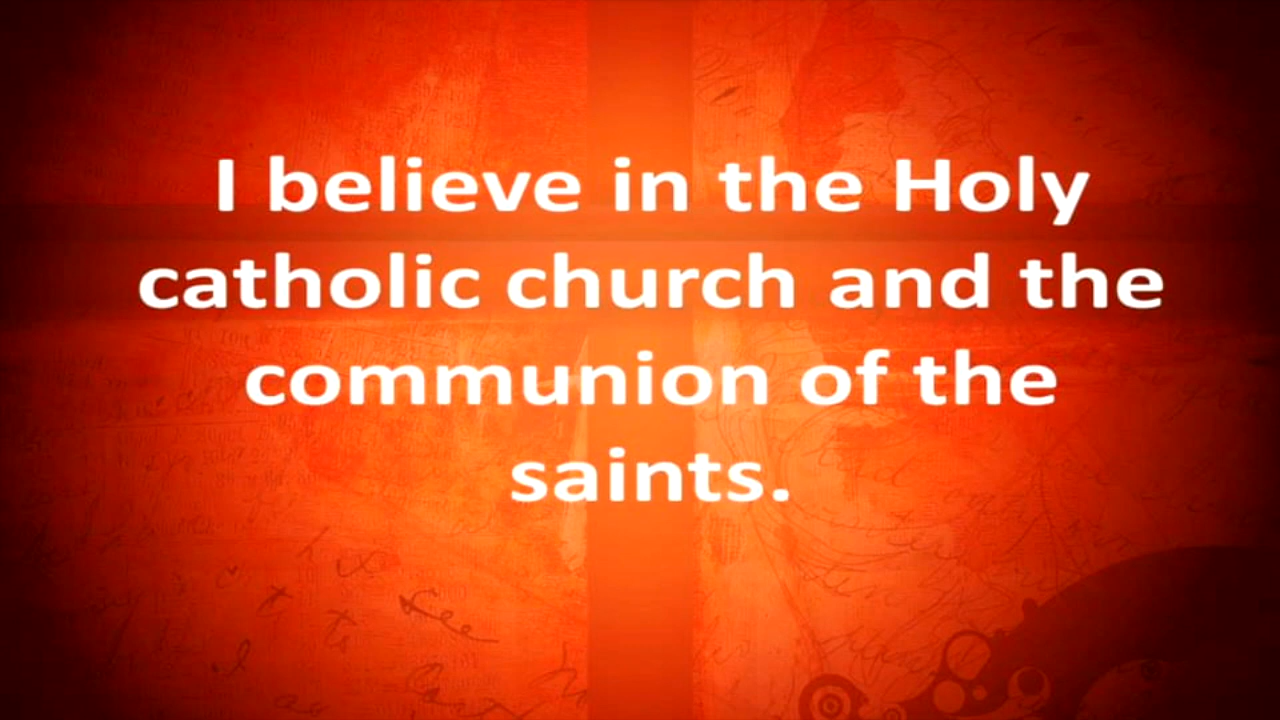 I believe in the Holy
catholic church and the
communion of the
saints.